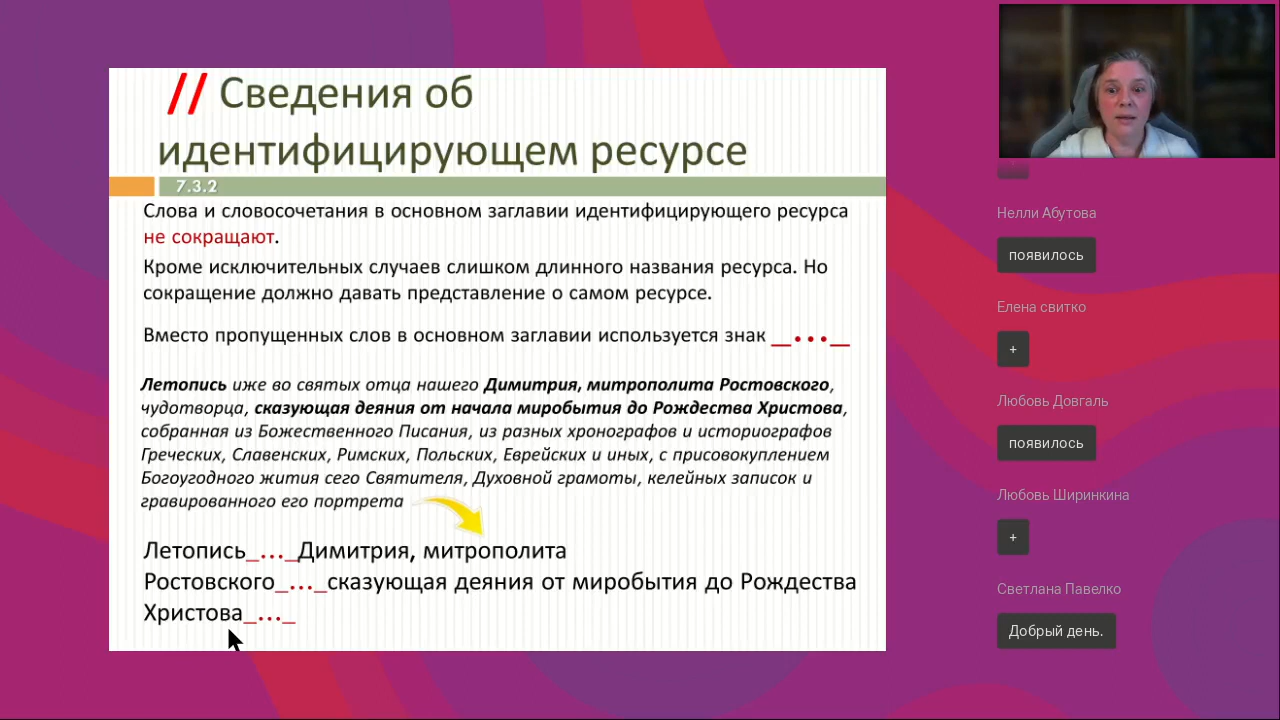 // Сведения об
идентифицирующем ресурсе
7.3.2
Слова и словосочетания в основном заглавии идентифицирующего ресурса
не сокращают.
Кроме исключительных случаев слишком длинного названия ресурса. Но
сокращение должно давать представление о самом ресурсе.
Вместо пропущенных слов в основном заглавии используется знак _..._
Летопись иже во святых отца нашего Димитрия, митрополита Ростовского,
чудотворца, сказующая деяния от начала миробытия до Рождества Христова,
собранная из Божественного Писания, из разных хронографов и историографов
Греческих, Славенских, Римских, Польских, Еврейских и иных, с присовокуплением
Богоугодного жития сего Святителя, Духовной грамоты, келейных записок и
гравированного его портрета
Летопись_..._Димитрия, митрополита
Ростовского_..._сказующая деяния от миробытия до Рождества
Христова_..._
Нелли Абутова
появилось
Елена свитко
+
Любовь Довгаль
появилось
Любовь Ширинкина
+
Светлана Павелко
Добрый день.